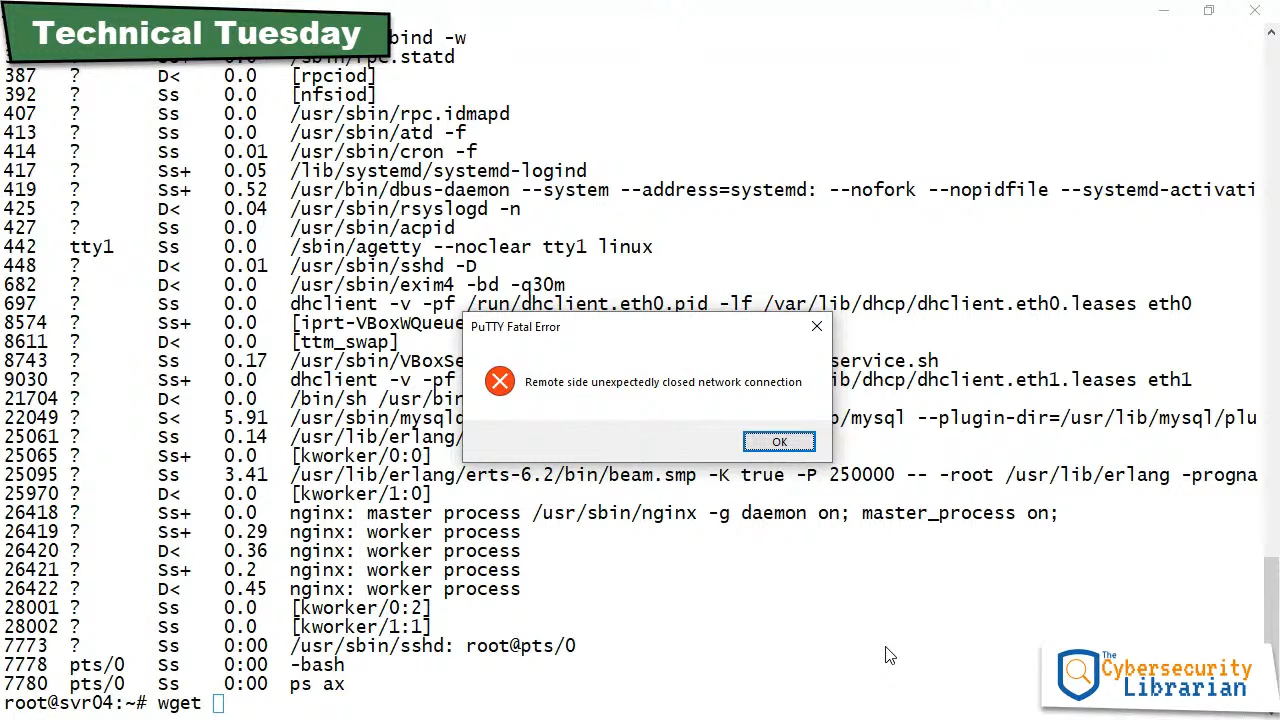 Technical Tuesday
bind -w
/sbin/rpc.statd
387 ? D< 0.0 [rpciod]
392 ? Ss 0.0 [nfsiod]
407 ? Ss 0.0 /usr/sbin/rpc.idmapd
413 ? Ss 0.0 /usr/sbin/atd -f
414 ? Ss 0.01 /usr/sbin/cron -f
417 ? Ss+ 0.05 /lib/systemd/systemd-logind
419 ? Ss+ 0.52 /usr/bin/dbus-daemon --system --address=systemd: --nofork --nopidfile --systemd-activati
425 ? D< 0.04 /usr/sbin/rsyslogd -n
427 ? Ss 0.0 /usr/sbin/acpid
442 tty1 Ss 0.0 /sbin/agetty --noclear tty1 linux
448 ? D< 0.01 /usr/sbin/sshd -D
682 ? D< 0.0 /usr/sbin/exim4 -bd -q30m
697 ? Ss 0.0 dhclient -v -pf /run/dhclient.eth0.pid -lf /var/lib/dhcp/dhclient.eth0.leases eth0
8574 ? Ss+ 0.0 [iprt-VBoxWQueue
8611 ? D< 0.0 [ttm_swap]
8743 ? Ss 0.17 /usr/sbin/VBoxSe service.sh
9030 ? Ss+ 0.0 dhclient -v -pf ib/dhcp/dhclient.eth1.leases eth1
21704 ? D< 0.0 /bin/sh /usr/bin
22049 ? S< 5.91 /usr/sbin/mysqld b/mysql --plugin-dir=/usr/lib/mysql/plu
25061 ? Ss 0.14 /usr/lib/erlang/
25065 ? Ss+ 0.0 [kworker/0:0]
25095 Ss 3.41 /usr/lib/erlang/erts-6.2/bin/beam.smp -K true -P 250000 -- -root /usr/lib/erlang -progna
25970 ? D< 0.0 [kworker/1:0]
26418 ? Ss+ 0.0 nginx: master process /usr/sbin/nginx -g daemon on; master_process on;
26419 ? Ss+ 0.29 nginx: worker process
26420 ? D< 0.36 nginx: worker process
26421 ? Ss+ 0.2 nginx: worker process
26422 ? D< 0.45 nginx: worker process
28001 ? Ss 0.0 [kworker/0:2]
28002 ? Ss 0.0 [kworker/1:1]
7773 ? Ss 0:00 /usr/sbin/sshd: root@pts/0
7778 pts/0 Ss 0:00 -bash
7780 pts/0 Ss 0:00 ps ax
root@svr04:~# wget
PuTTY Fatal Error
Remote side unexpectedly closed network connection
OK
The
Cybersecurity
Librarian